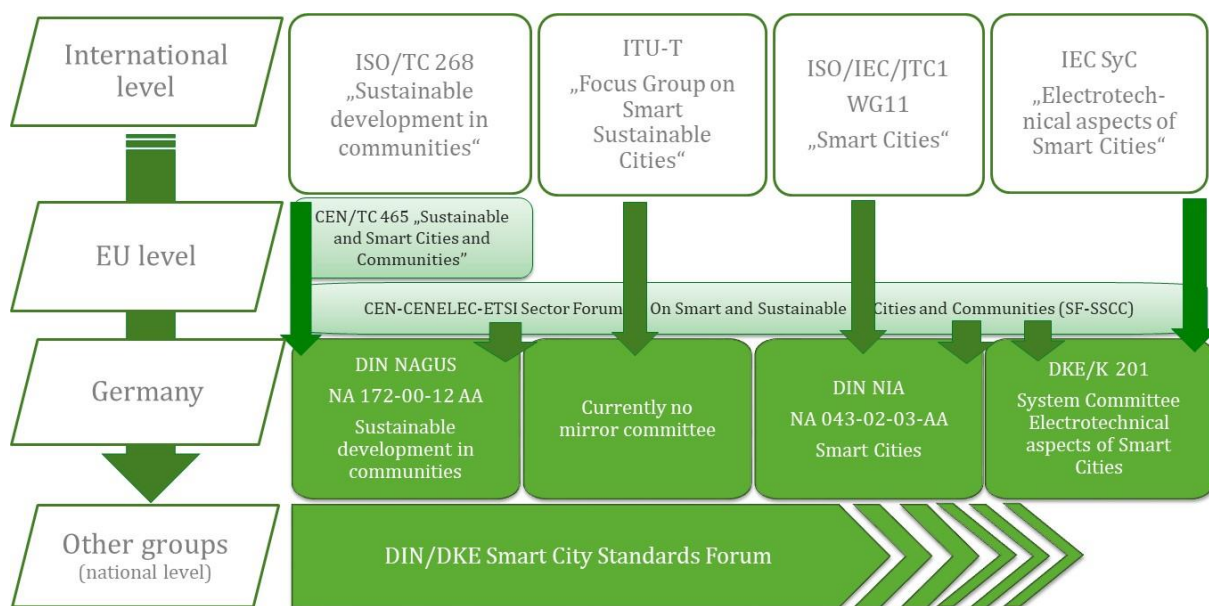 International
level
ISO/TC 268
„Sustainable
development in
communities“
ITU-T
„Focus Group on
Smart
Sustainable
Cities“
ISO/IEC/JTC1
WG11
„Smart Cities“
IEC SyC
„Electrotech-
nical aspects of
Smart Cities“
EU level
CEN/TC 465 „Sustainable
and Smart Cities and
Communities”
CEN-CENELEC-ETSI Sector Forum On Smart and Sustainable Cities and Communities (SF-SSCC)
Germany
DIN NAGUS
NA 172-00-12 AA
Sustainable
development in
communities
Currently no
mirror committee
DIN NIA
NA 043-02-03-AA
Smart Cities
DKE/K 201
System Committee
Electrotechnical
aspects of Smart
Cities
Other groups
(national level)
DIN/DKE Smart City Standards Forum